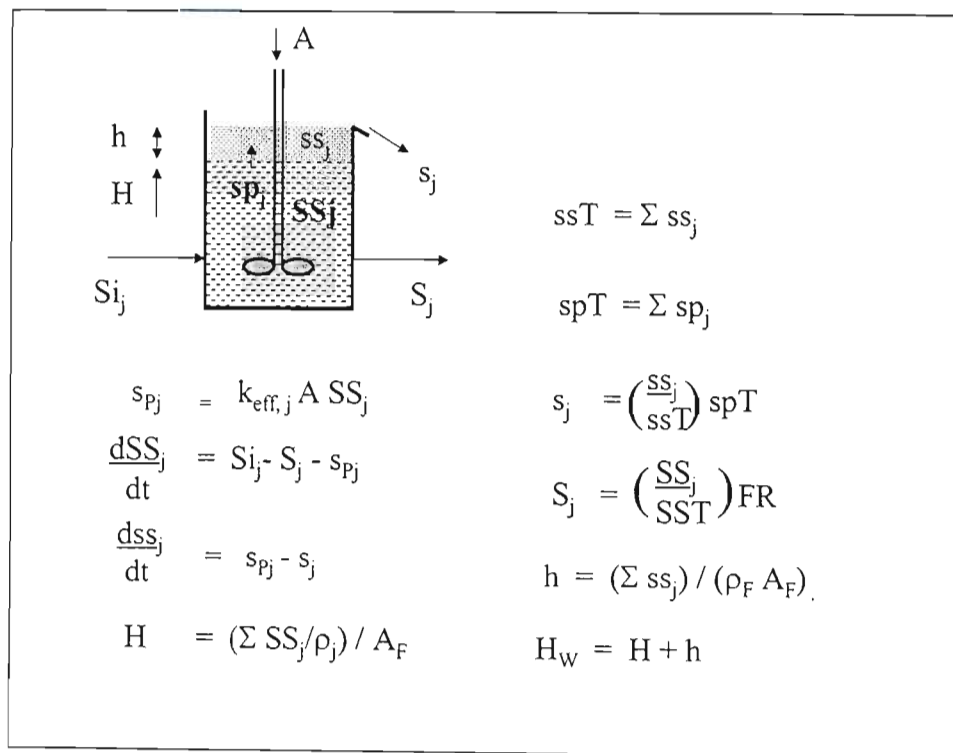 A
h
ss_j
s_j
H
sp_j
SSj
Si_j
S_j
ssT = Σ ss_j
spT = Σ sp_j
s_Pj = k_eff, j A SS_j
s_j = (ss_j/ssT) spT
dSS_j/dt = Si_j - S_j - s_Pj
S_j = (SS_j/SST) FR
dss_j/dt = s_Pj - s_j
h = (Σ ss_j) / (ρ_F A_F).
H = (Σ SS_j/ρ_j) / A_F
H_W = H + h